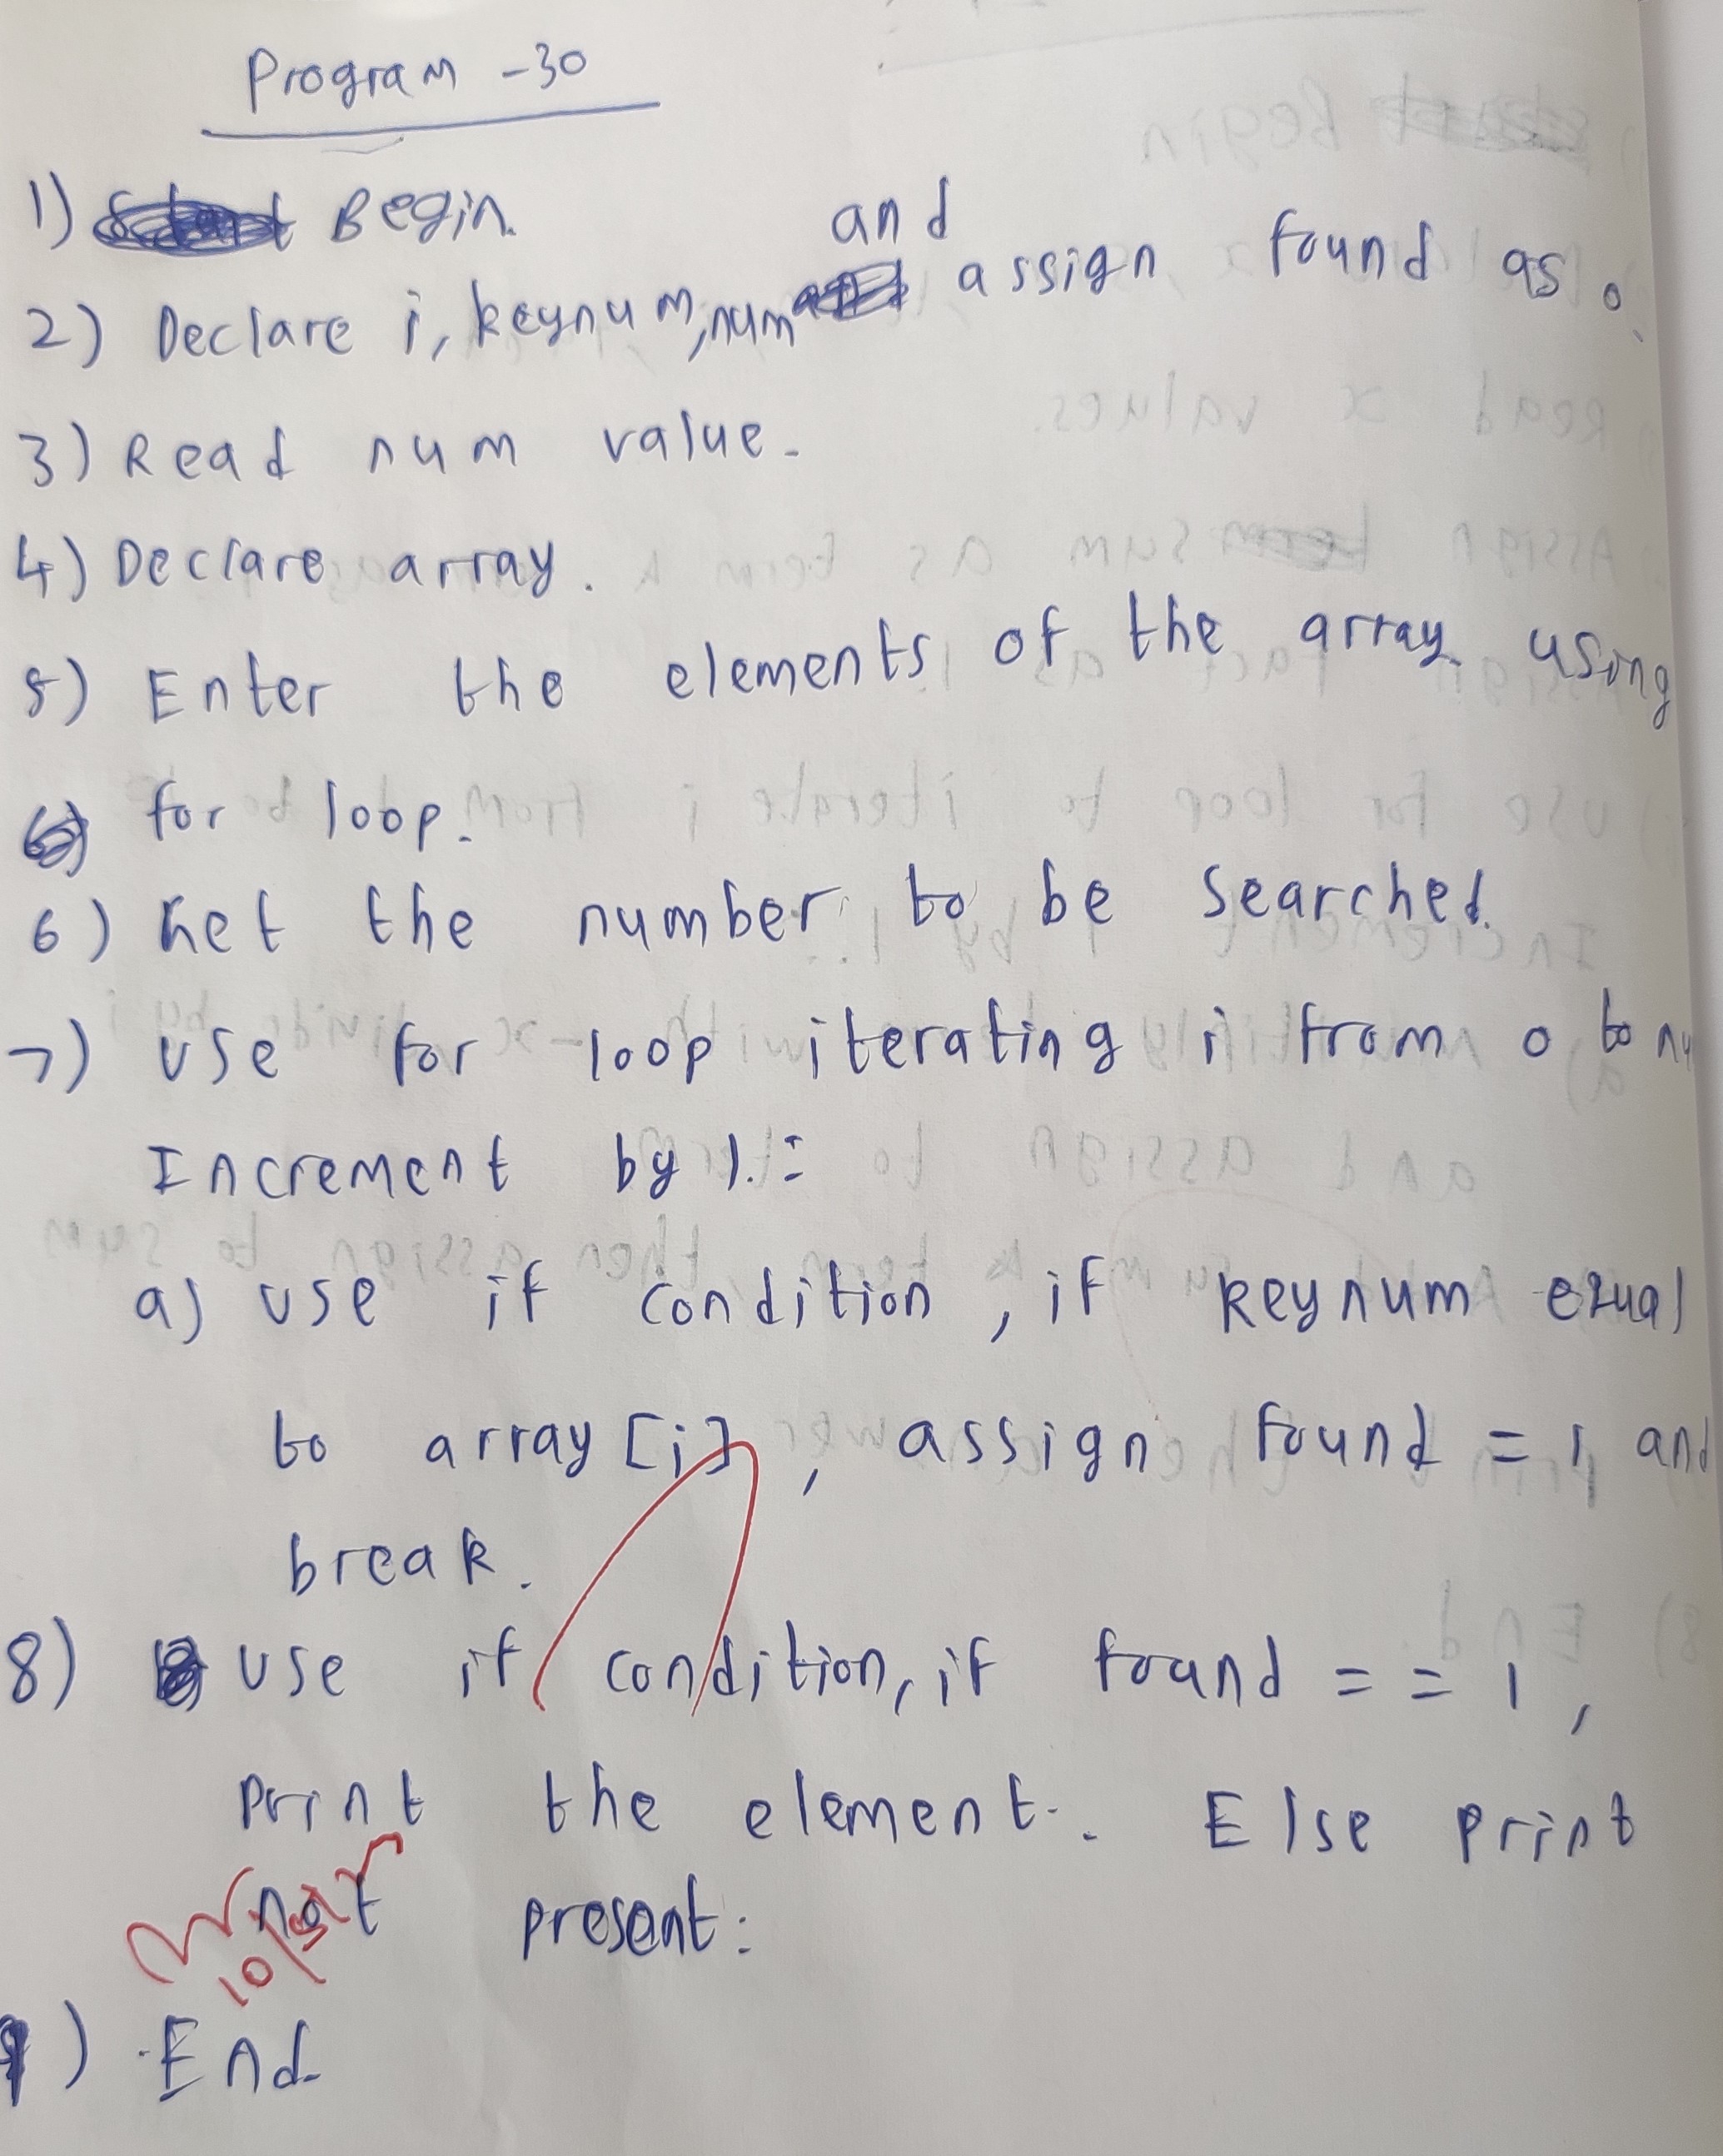 Program -30
1) Begin.
2) Declare i, keynum, num and assign found as 0.
3) Read num value.
4) Declare array.
5) Enter the elements of the array using
for loop.
6) Get the number to be searched.
7) Use for loop iterating i from 0 to nu
Increment by 1.:
a) use if condition, if keynum equal
to array[i], assign found = 1 and
break.
8) use if condition, if found == 1,
print the element. Else print
not present:
9) End